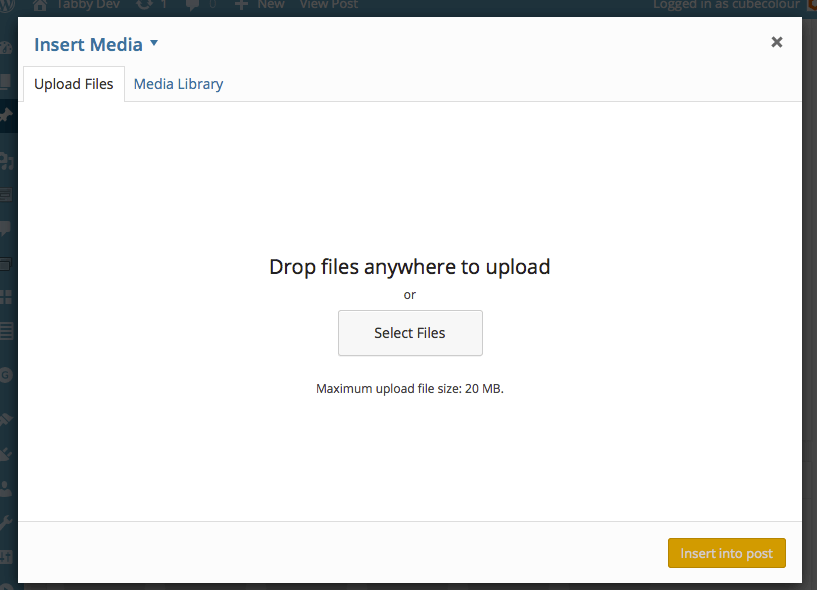 Tabby Dev 1 0 New View Post Logged in as cubecolour
Insert Media
Upload Files Media Library
Drop files anywhere to upload
or
Select Files
Maximum upload file size: 20 MB.
Insert into post